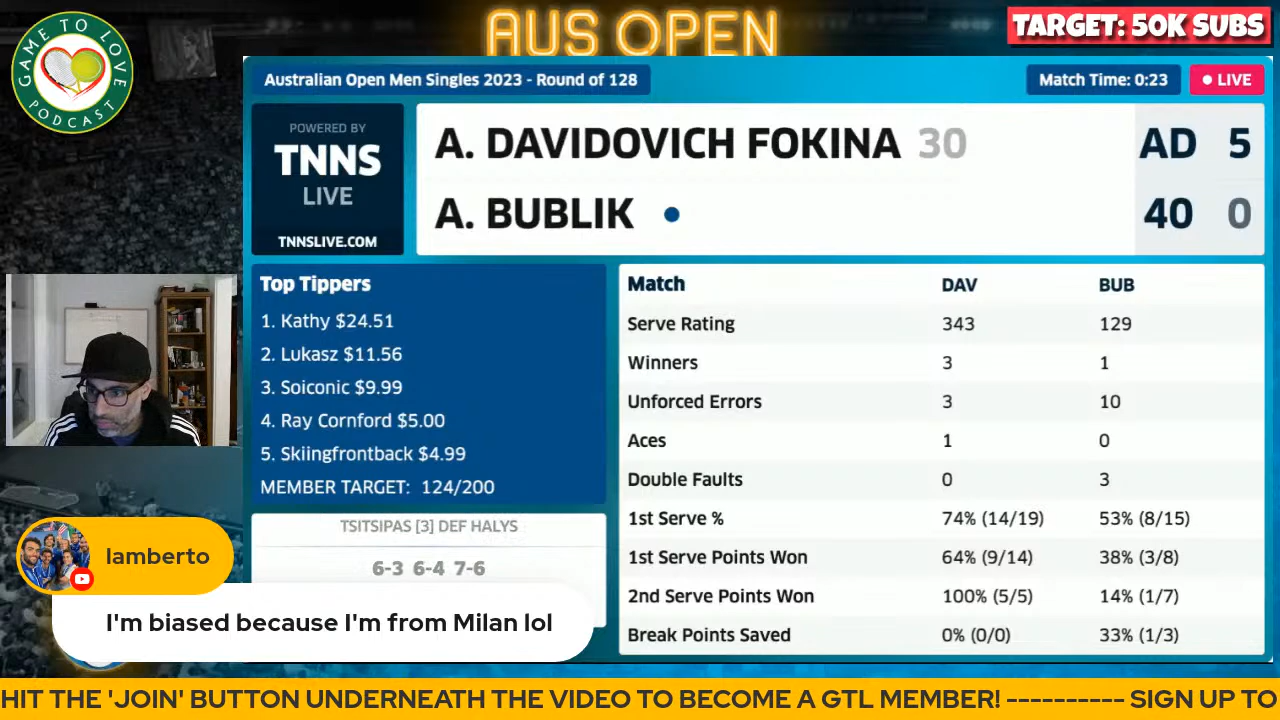 AUS OPEN
TARGET: 50K SUBS
GAME TO LOVE
PODCAST
Australian Open Men Singles 2023 - Round of 128
Match Time: 0:23
LIVE
POWERED BY
TNNS
LIVE
TNNSLIVE.COM
A. DAVIDOVICH FOKINA 30 AD 5
A. BUBLIK 40 0
Top Tippers
1. Kathy $24.51
2. Lukasz $11.56
3. Soiconic $9.99
4. Ray Cornford $5.00
5. Skiingfrontback $4.99
MEMBER TARGET: 124/200
TSITSIPAS [3] DEF HALYS
6-3 6-4 7-6
Match DAV BUB
Serve Rating 343 129
Winners 3 1
Unforced Errors 3 10
Aces 1 0
Double Faults 0 3
1st Serve % 74% (14/19) 53% (8/15)
1st Serve Points Won 64% (9/14) 38% (3/8)
2nd Serve Points Won 100% (5/5) 14% (1/7)
Break Points Saved 0% (0/0) 33% (1/3)
lamberto
I'm biased because I'm from Milan lol
HIT THE 'JOIN' BUTTON UNDERNEATH THE VIDEO TO BECOME A GTL MEMBER! ---------- SIGN UP TO